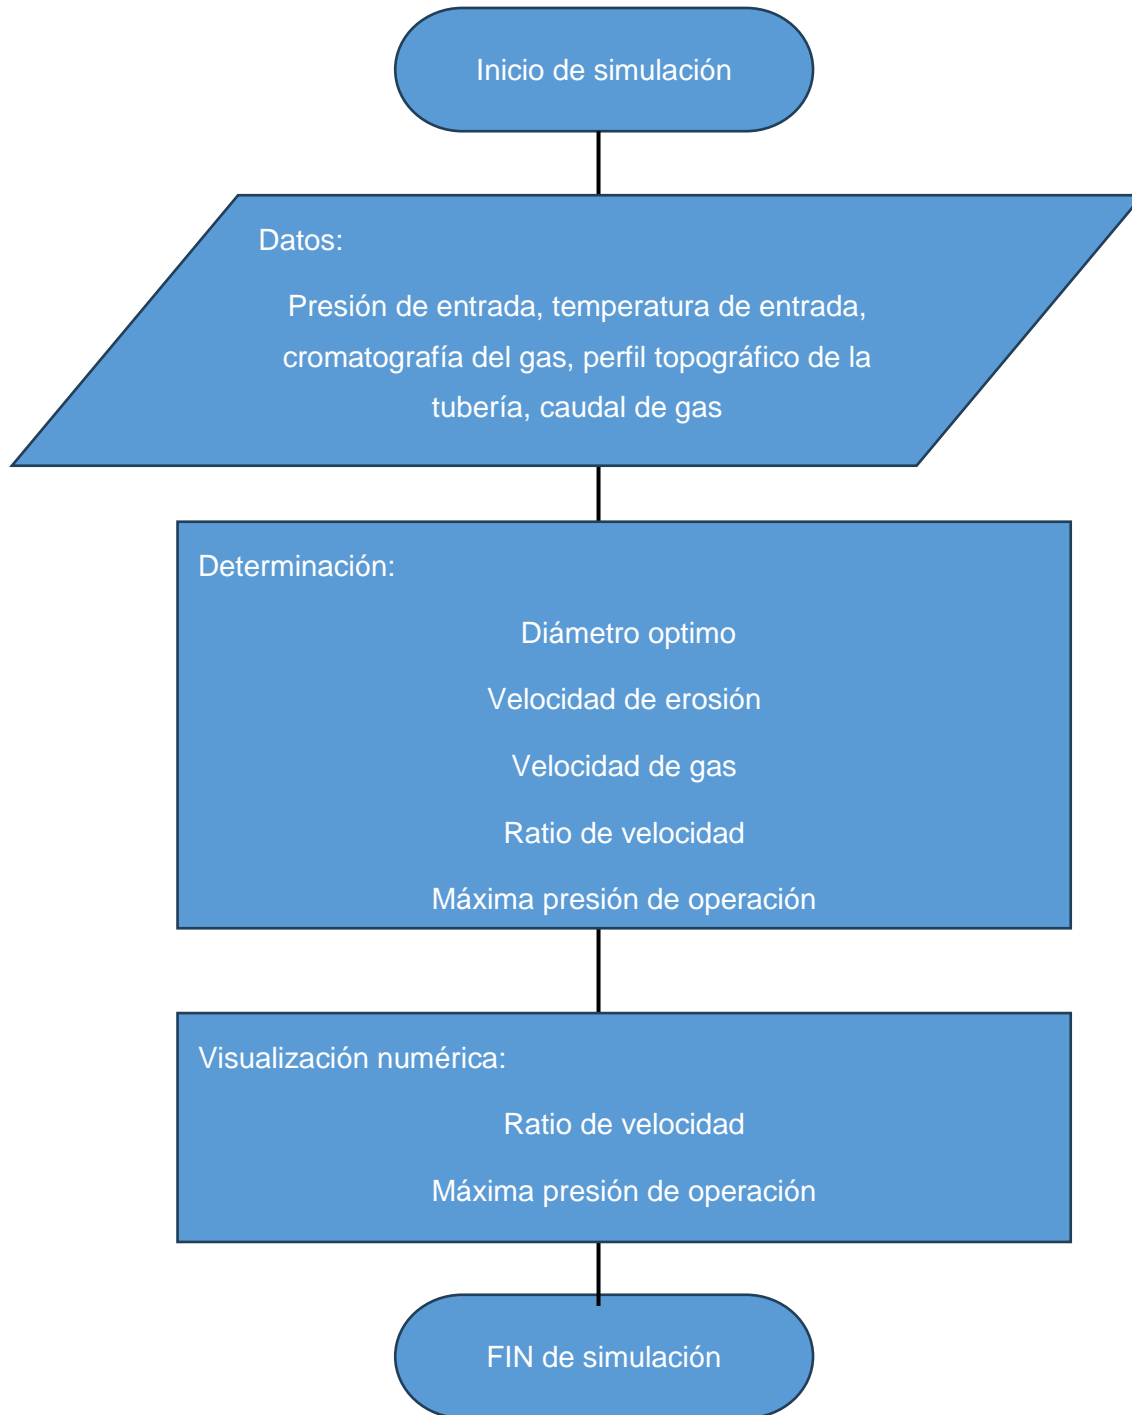 Inicio de simulación
Datos:
Presión de entrada, temperatura de entrada,
cromatografía del gas, perfil topográfico de la
tubería, caudal de gas
Determinación:
Diámetro optimo
Velocidad de erosión
Velocidad de gas
Ratio de velocidad
Máxima presión de operación
Visualización numérica:
Ratio de velocidad
Máxima presión de operación
FIN de simulación